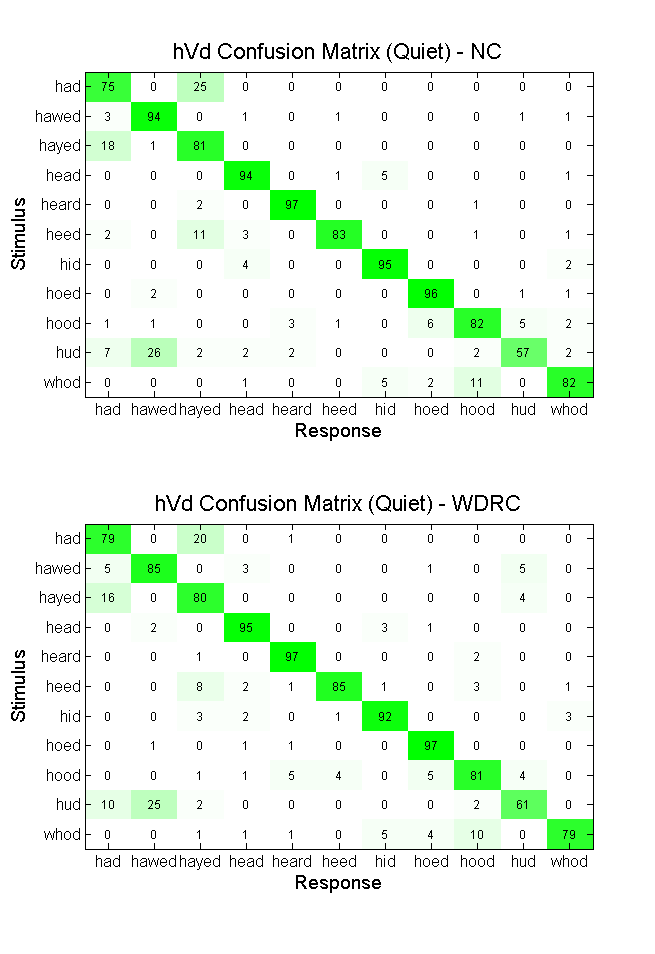 hVd Confusion Matrix (Quiet) - NC
had 75 0 25 0 0 0 0 0 0 0 0
hawed 3 94 0 1 0 1 0 0 0 1 1
hayed 18 1 81 0 0 0 0 0 0 0 0
head 0 0 0 94 0 1 5 0 0 0 1
heard 0 0 2 0 97 0 0 0 1 0 0
heed 2 0 11 3 0 83 0 0 1 0 1
hid 0 0 0 4 0 0 95 0 0 0 2
hoed 0 2 0 0 0 0 0 96 0 1 1
hood 1 1 0 0 3 1 0 6 82 5 2
hud 7 26 2 2 2 0 0 0 2 57 2
whod 0 0 0 1 0 0 5 2 11 0 82
Stimulus
had hawed hayed head heard heed hid hoed hood hud whod
Response
hVd Confusion Matrix (Quiet) - WDRC
had 79 0 20 0 1 0 0 0 0 0 0
hawed 5 85 0 3 0 0 0 1 0 5 0
hayed 16 0 80 0 0 0 0 0 0 4 0
head 0 2 0 95 0 0 3 1 0 0 0
heard 0 0 1 0 97 0 0 0 2 0 0
heed 0 0 8 2 1 85 1 0 3 0 1
hid 0 0 3 2 0 1 92 0 0 0 3
hoed 0 1 0 1 1 0 0 97 0 0 0
hood 0 0 1 1 5 4 0 5 81 4 0
hud 10 25 2 0 0 0 0 0 2 61 0
whod 0 0 1 1 1 0 5 4 10 0 79
Stimulus
had hawed hayed head heard heed hid hoed hood hud whod
Response